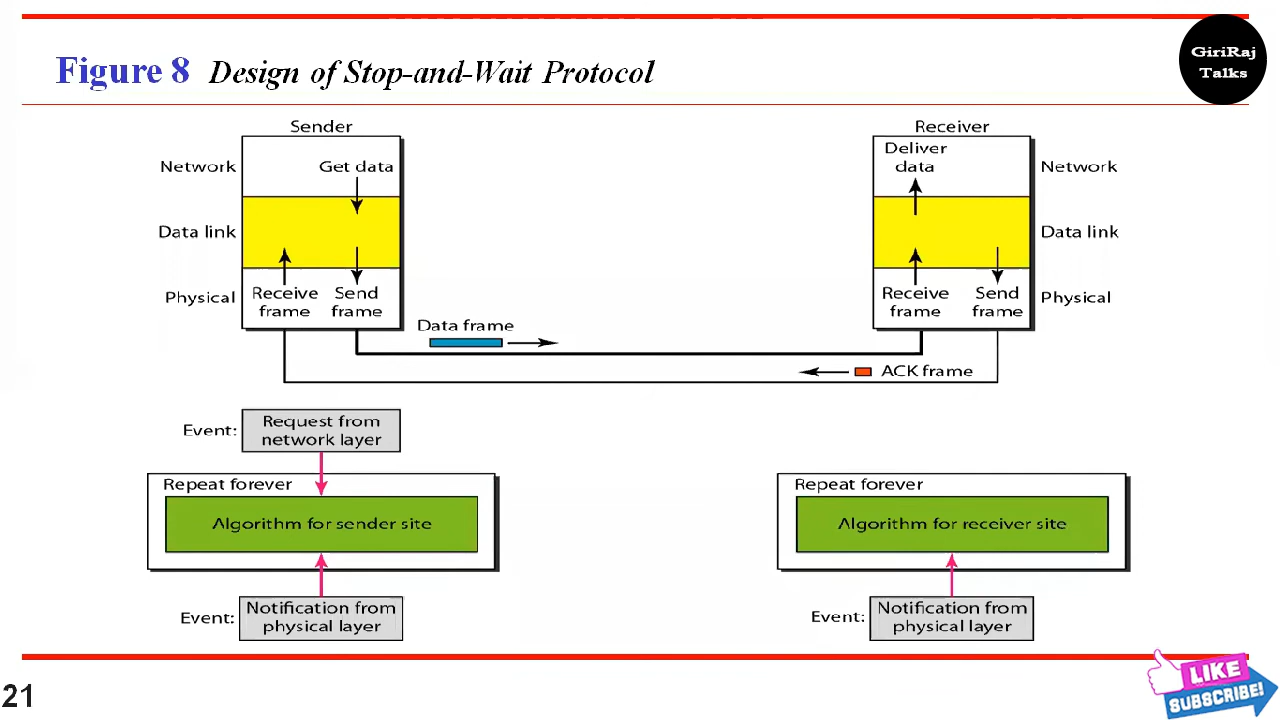 Figure 8 Design of Stop-and-Wait Protocol
GiriRaj
Talks
Sender
Receiver
Network
Get data
Deliver
data
Network
Data link
Data link
Physical
Receive
frame
Send
frame
Receive
frame
Send
frame
Physical
Data frame
ACK frame
Event:
Request from
network layer
Repeat forever
Algorithm for sender site
Repeat forever
Algorithm for receiver site
Event:
Notification from
physical layer
Event:
Notification from
physical layer
21
LIKE
SUBSCRIBE!